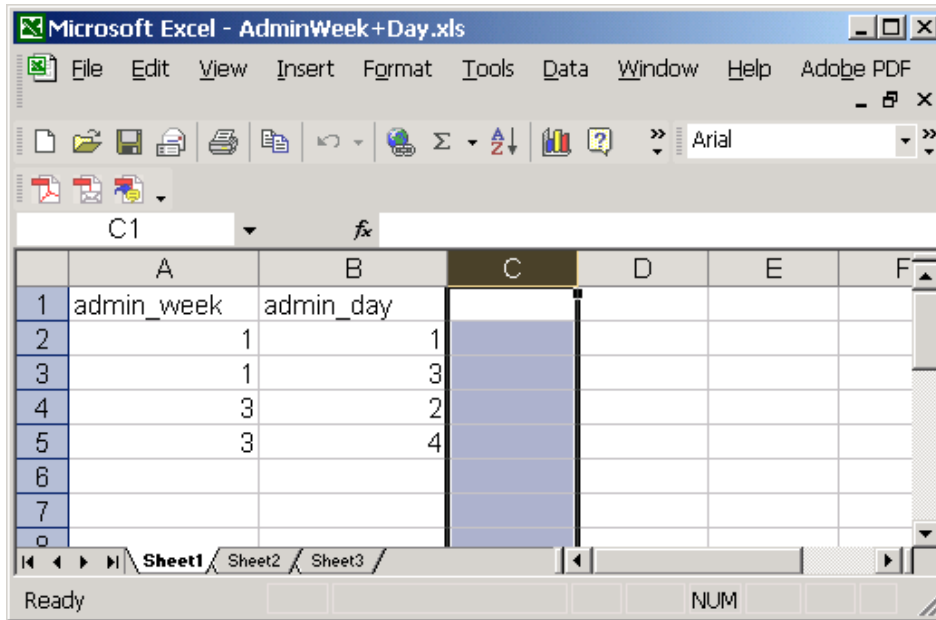 Microsoft Excel - AdminWeek+Day.xls
File Edit View Insert Format Tools Data Window Help Adobe PDF
Σ A Z ? » Arial »
C1 fx
A B C D E F
1 admin_week admin_day
2 1 1
3 1 3
4 3 2
5 3 4
6
7
8
Sheet1 Sheet2 Sheet3
Ready NUM